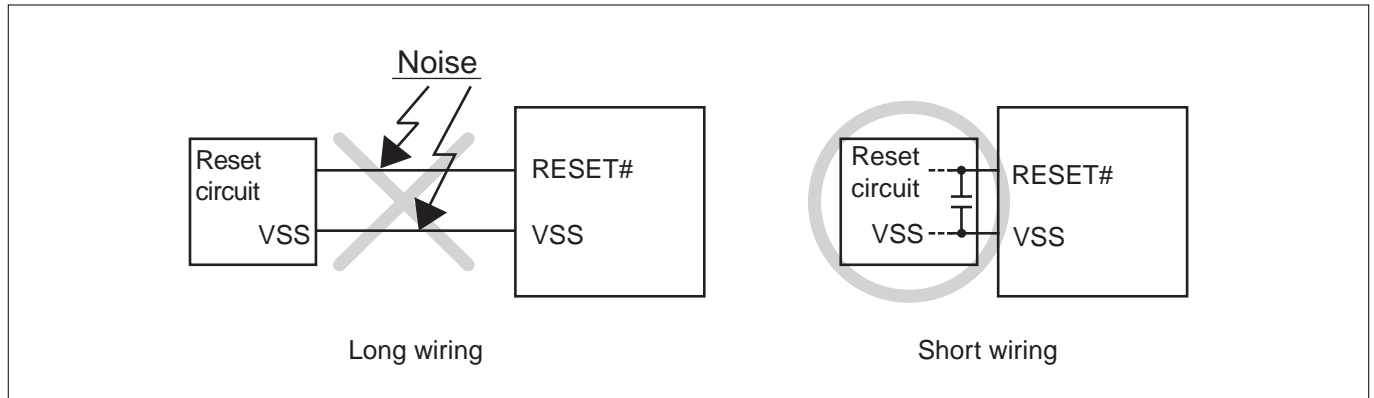 Noise
Reset
circuit
VSS
RESET#
VSS
Long wiring
Reset
circuit
VSS
RESET#
VSS
Short wiring